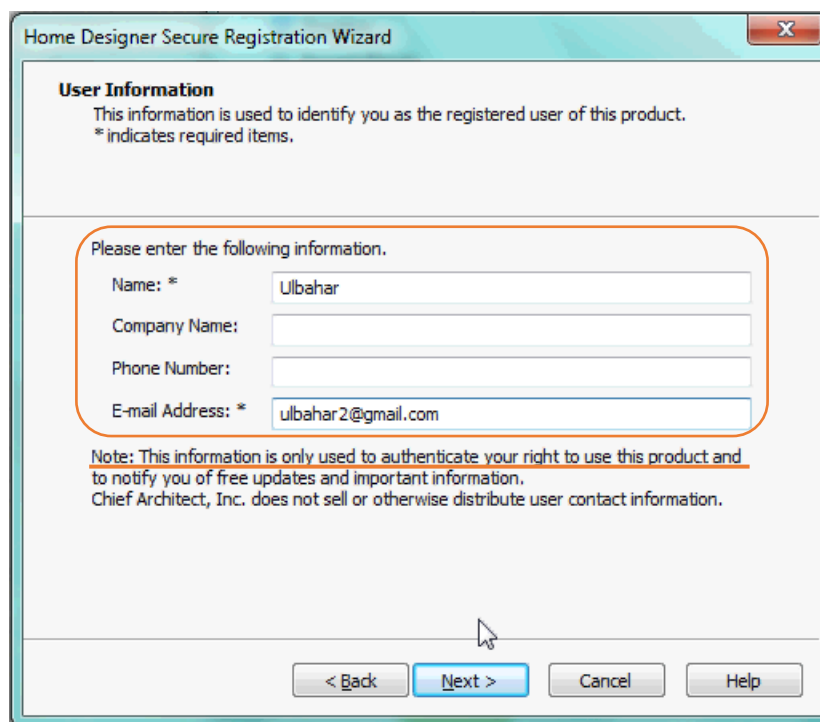 Home Designer Secure Registration Wizard
User Information
This information is used to identify you as the registered user of this product.
* indicates required items.
Please enter the following information.
Name: * Ulbahar
Company Name:
Phone Number:
E-mail Address: * ulbahar2@gmail.com
Note: This information is only used to authenticate your right to use this product and
to notify you of free updates and important information.
Chief Architect, Inc. does not sell or otherwise distribute user contact information.
< Back Next > Cancel Help